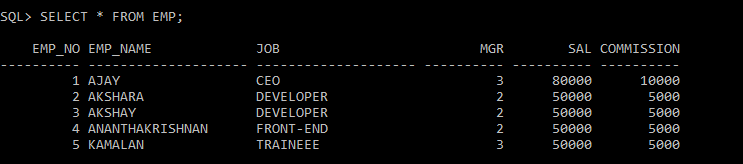 SQL> SELECT * FROM EMP;
EMP_NO EMP_NAME JOB MGR SAL COMMISSION
---------- -------------------- -------------------- ---------- ---------- ----------
1 AJAY CEO 3 80000 10000
2 AKSHARA DEVELOPER 2 50000 5000
3 AKSHAY DEVELOPER 2 50000 5000
4 ANANTHAKRISHNAN FRONT-END 2 50000 5000
5 KAMALAN TRAINEEE 3 50000 5000